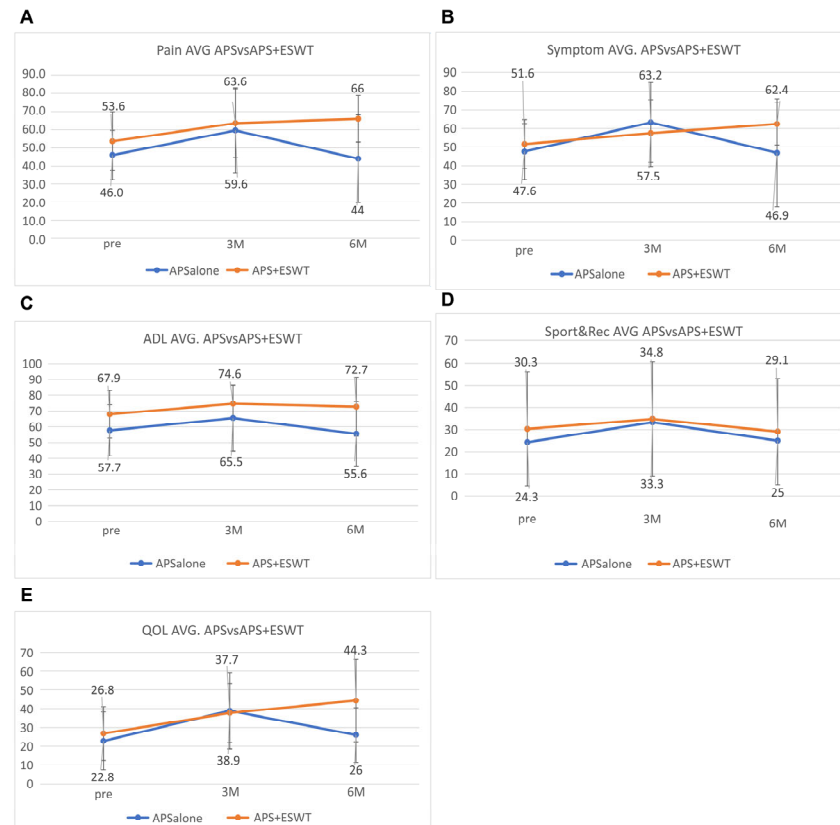 A
Pain AVG APSvsAPS+ESWT
90.0
80.0
70.0
60.0
50.0
40.0
30.0
20.0
10.0
0.0
53.6
63.6
66
46.0
59.6
44
pre
3M
6M
APSalone
APS+ESWT
B
Symptom AVG. APSvsAPS+ESWT
90
80
70
60
50
40
30
20
10
0
51.6
63.2
62.4
47.6
57.5
46.9
pre
3M
6M
APSalone
APS+ESWT
C
ADL AVG. APSvsAPS+ESWT
100
90
80
70
60
50
40
30
20
10
0
67.9
74.6
72.7
57.7
65.5
55.6
pre
3M
6M
APSalone
APS+ESWT
D
Sport&Rec AVG APSvsAPS+ESWT
70
60
50
40
30
20
10
0
30.3
34.8
29.1
24.3
33.3
25
pre
3M
6M
APSalone
APS+ESWT
E
QOL AVG. APSvsAPS+ESWT
70
60
50
40
30
20
10
0
26.8
37.7
44.3
22.8
38.9
26
pre
3M
6M
APSalone
APS+ESWT